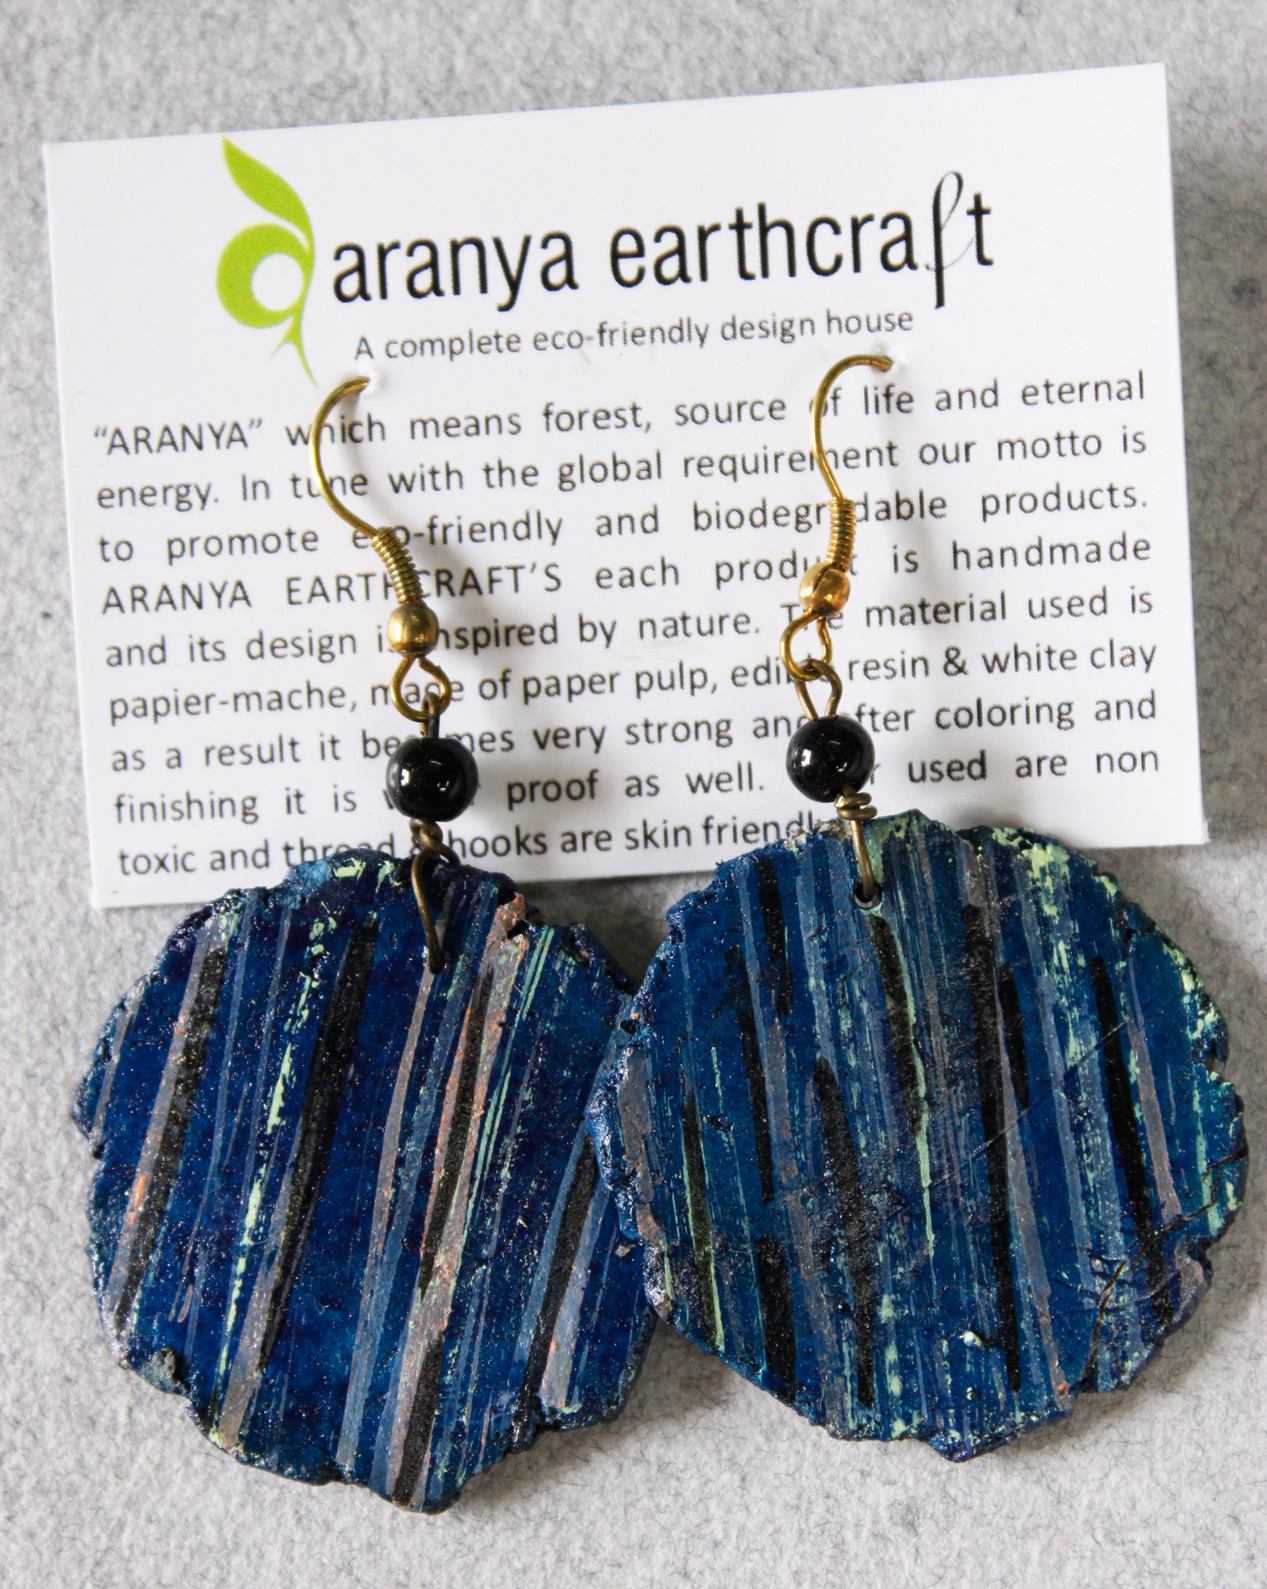 aranya earthcraft
A complete eco-friendly design house
“ARANYA” which means forest, source of life and eternal
energy. In tune with the global requirement our motto is
to promote eco-friendly and biodegradable products.
ARANYA EARTHCRAFT'S each product is handmade
and its design is inspired by nature. The material used is
papier-mache, made of paper pulp, edible resin & white clay
as a result it becomes very strong and after coloring and
finishing it is proof as well. used are non
toxic and thread & hooks are skin friendly